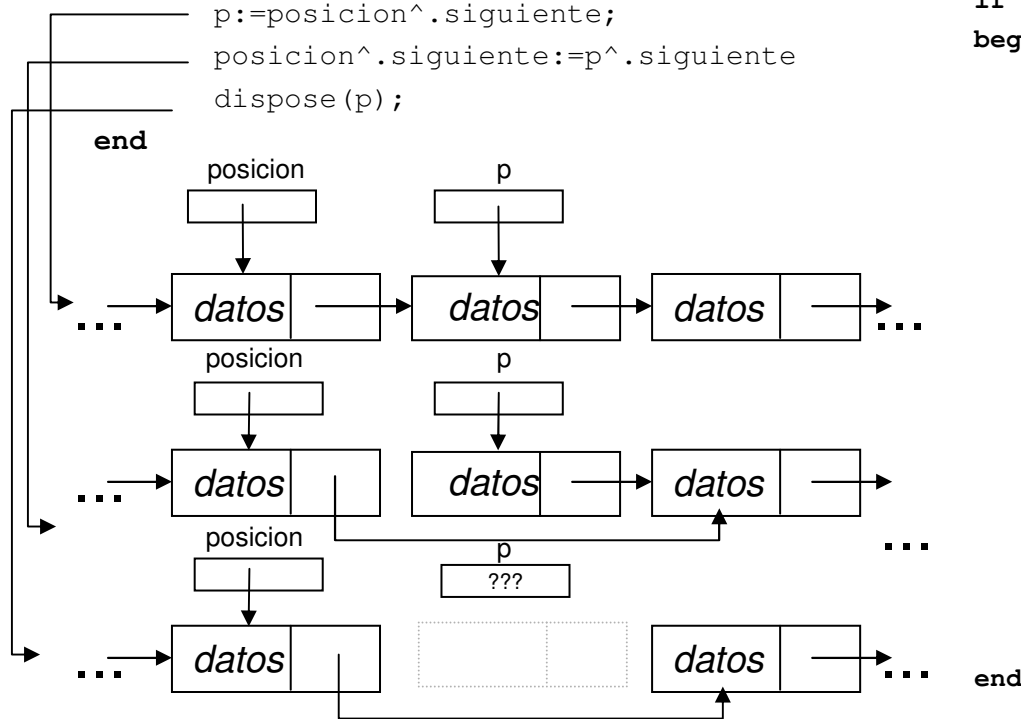 p:=posicion^.siguiente;
posicion^.siguiente:=p^.siguiente
beg
dispose(p);
end
posicion p
... datos datos datos ...
posicion p
... datos datos datos
posicion p ...
???
... datos datos ...
end